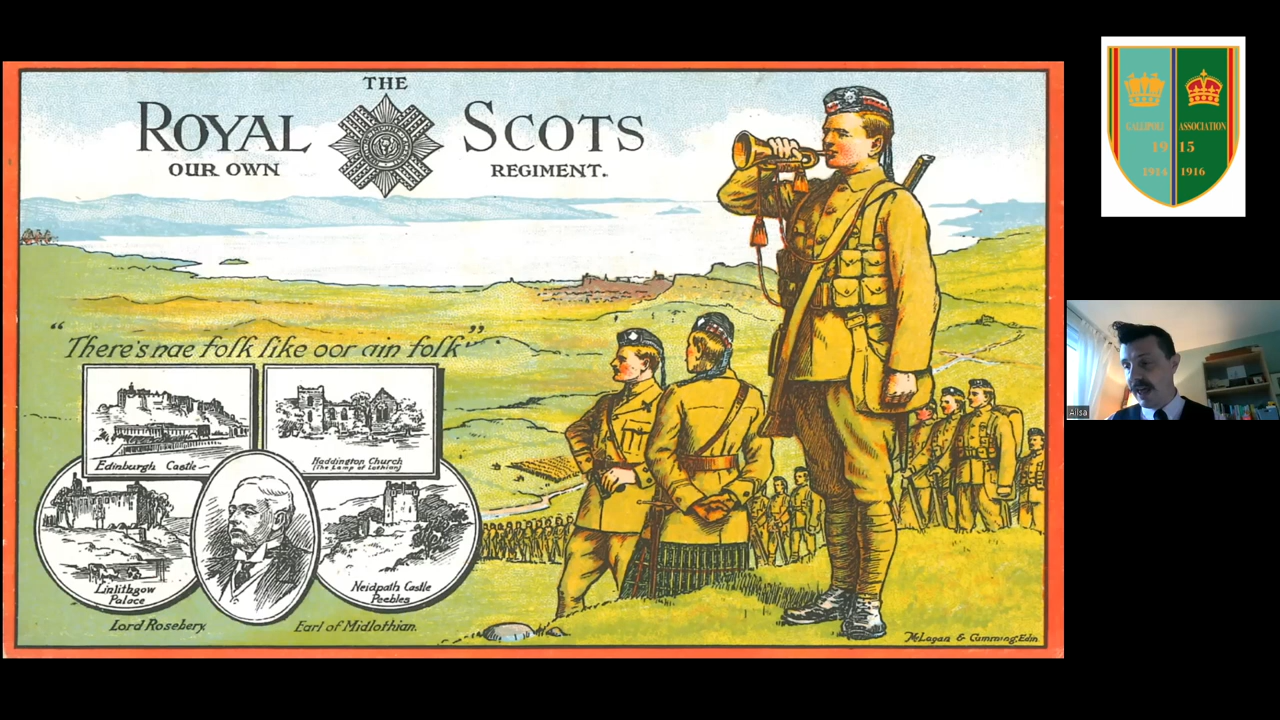 THE
ROYAL SCOTS
OUR OWN REGIMENT.
"There's nae folk like oor ain folk"
Edinburgh Castle
Haddington Church
(The Lamp of Lothian)
Linlithgow
Palace
Neidpath Castle
Peebles
Lord Rosebery.
Earl of Midlothian.
McLagan & Cumming, Edin
GALLIPOLI ASSOCIATION
19 15
1914 1916
Ailsa